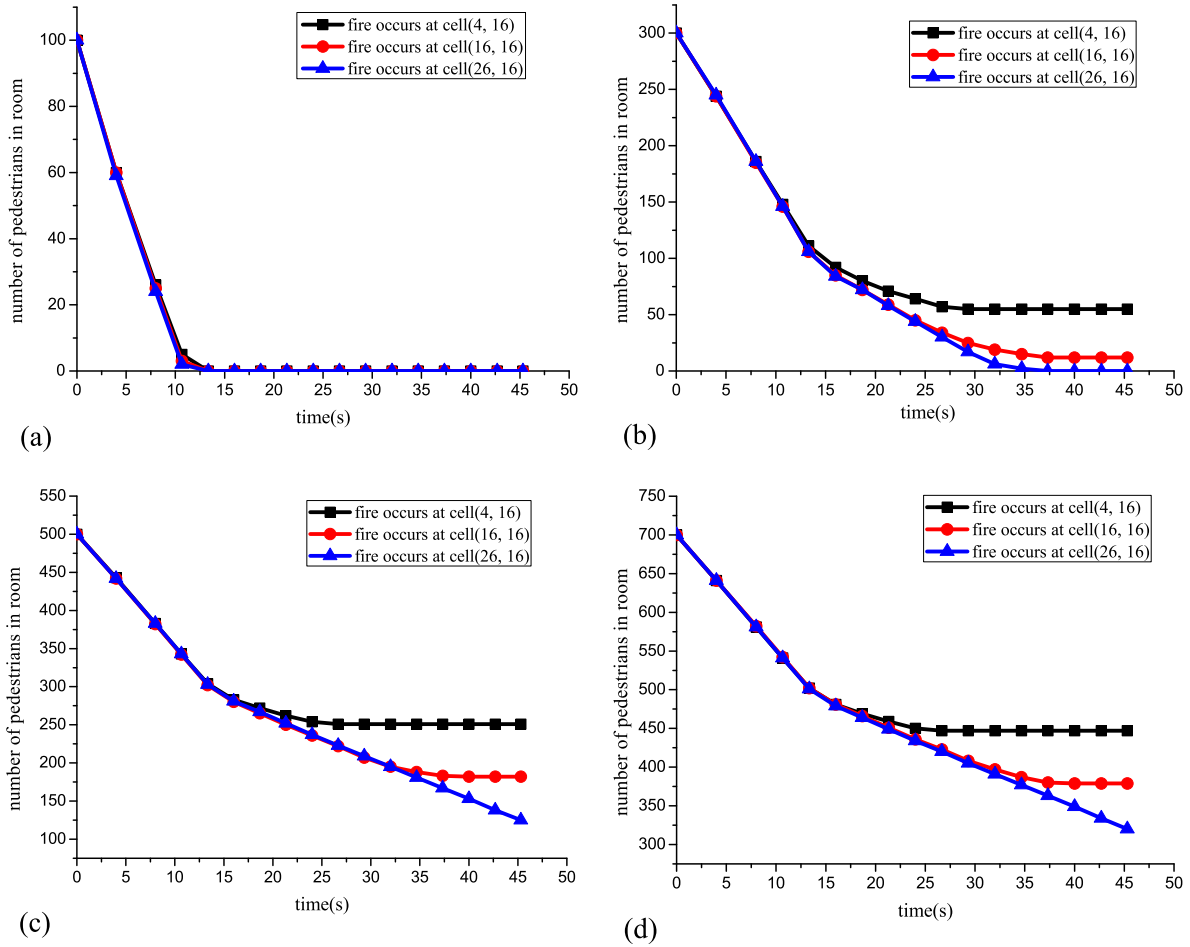 100
80
60
40
20
0
number of pedestrians in room
fire occurs at cell(4, 16)
fire occurs at cell(16, 16)
fire occurs at cell(26, 16)
0 5 10 15 20 25 30 35 40 45 50
time(s)
(a)
300
250
200
150
100
50
0
number of pedestrians in room
fire occurs at cell(4, 16)
fire occurs at cell(16, 16)
fire occurs at cell(26, 16)
0 5 10 15 20 25 30 35 40 45 50
time(s)
(b)
550
500
450
400
350
300
250
200
150
100
number of pedestrians in room
fire occurs at cell(4, 16)
fire occurs at cell(16, 16)
fire occurs at cell(26, 16)
0 5 10 15 20 25 30 35 40 45 50
time(s)
(c)
750
700
650
600
550
500
450
400
350
300
number of pedestrians in room
fire occurs at cell(4, 16)
fire occurs at cell(16, 16)
fire occurs at cell(26, 16)
0 5 10 15 20 25 30 35 40 45 50
time(s)
(d)